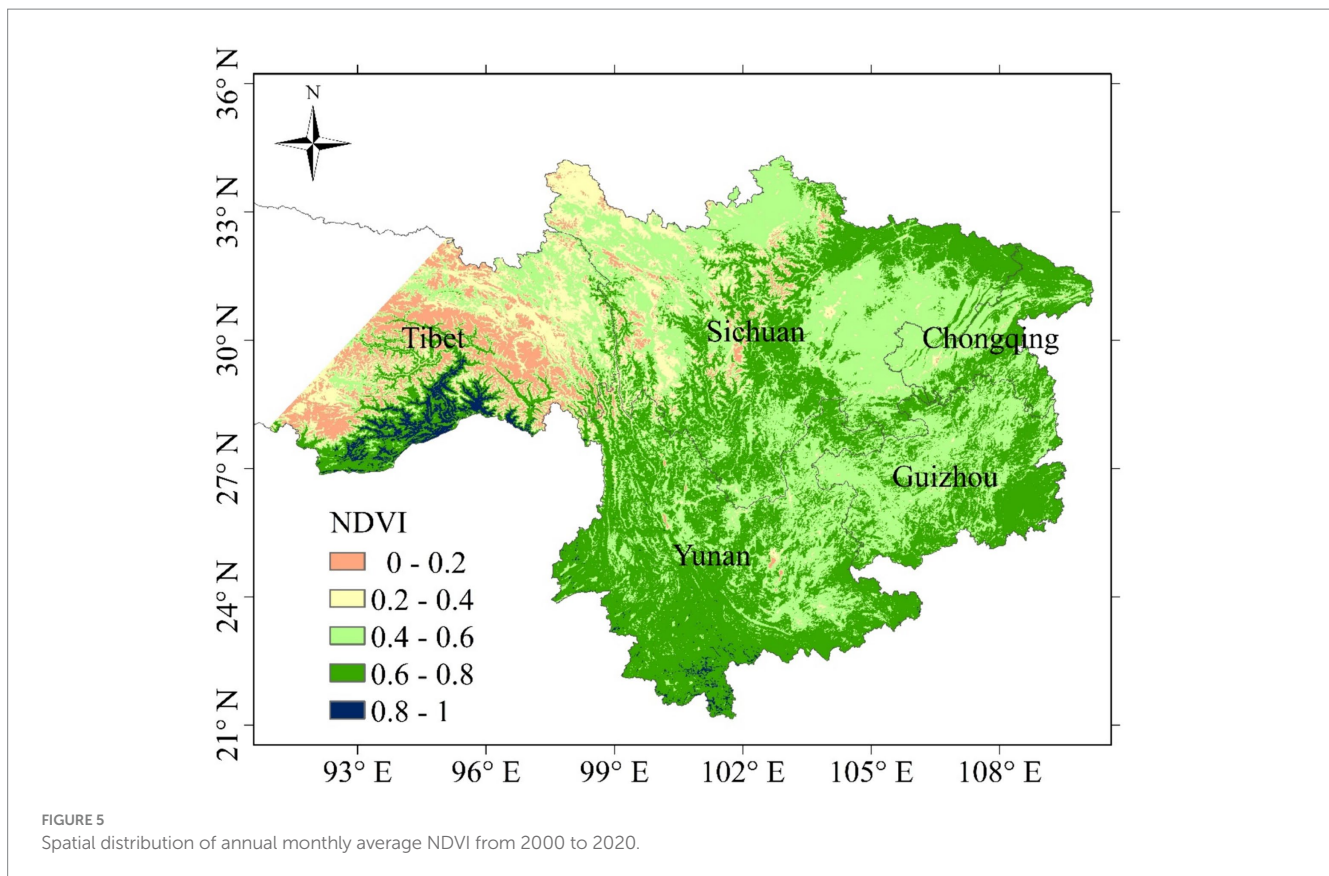 N
36° N
33° N
30° N
27° N
24° N
21° N
Tibet
Sichuan
Chongqing
Guizhou
Yunan
NDVI
0 - 0.2
0.2 - 0.4
0.4 - 0.6
0.6 - 0.8
0.8 - 1
93° E 96° E 99° E 102° E 105° E 108° E
FIGURE 5
Spatial distribution of annual monthly average NDVI from 2000 to 2020.